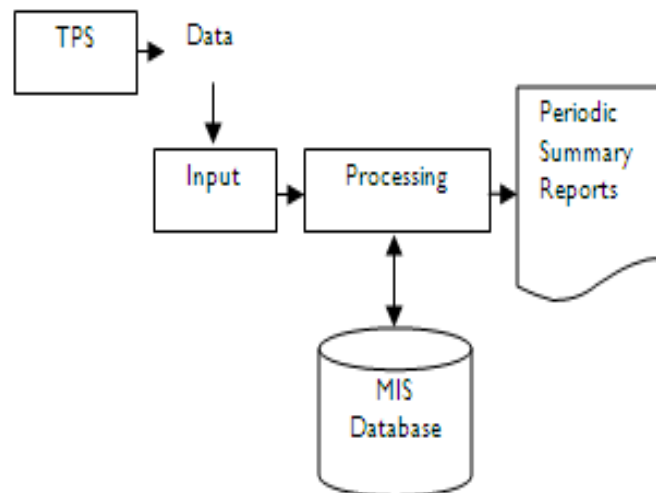 TPS
Data
Input
Processing
Periodic
Summary
Reports
MIS
Database